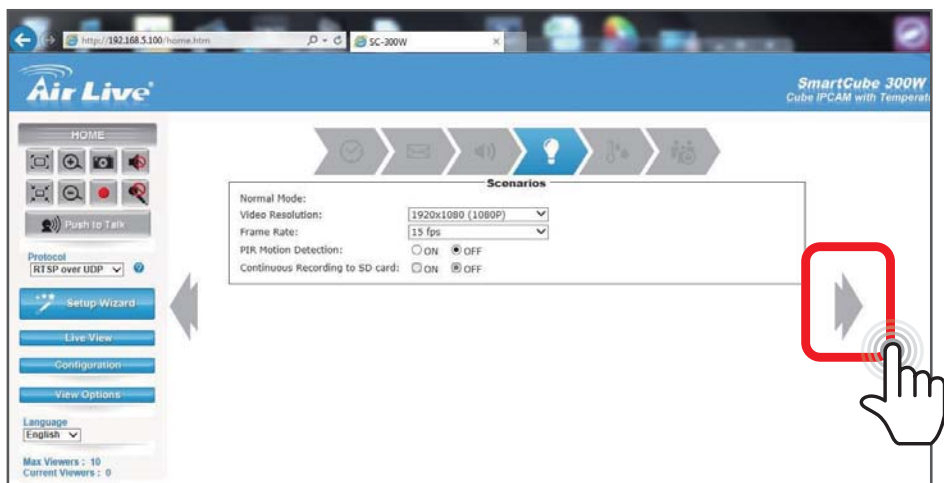 http://192.168.5.100/home.htm
SC-300W
Air Live
SmartCube 300W
Cube IPCAM with
HOME
Push to Talk
Protocol
RTSP over UDP
Setup Wizard
Live View
Configuration
View Options
Language
English
Max Viewers : 10
Current Viewers : 0
Scenarios
Normal Mode:
Video Resolution: 1920x1080 (1080P)
Frame Rate: 15 fps
PIR Motion Detection: ON OFF
Continuous Recording to SD card: ON OFF